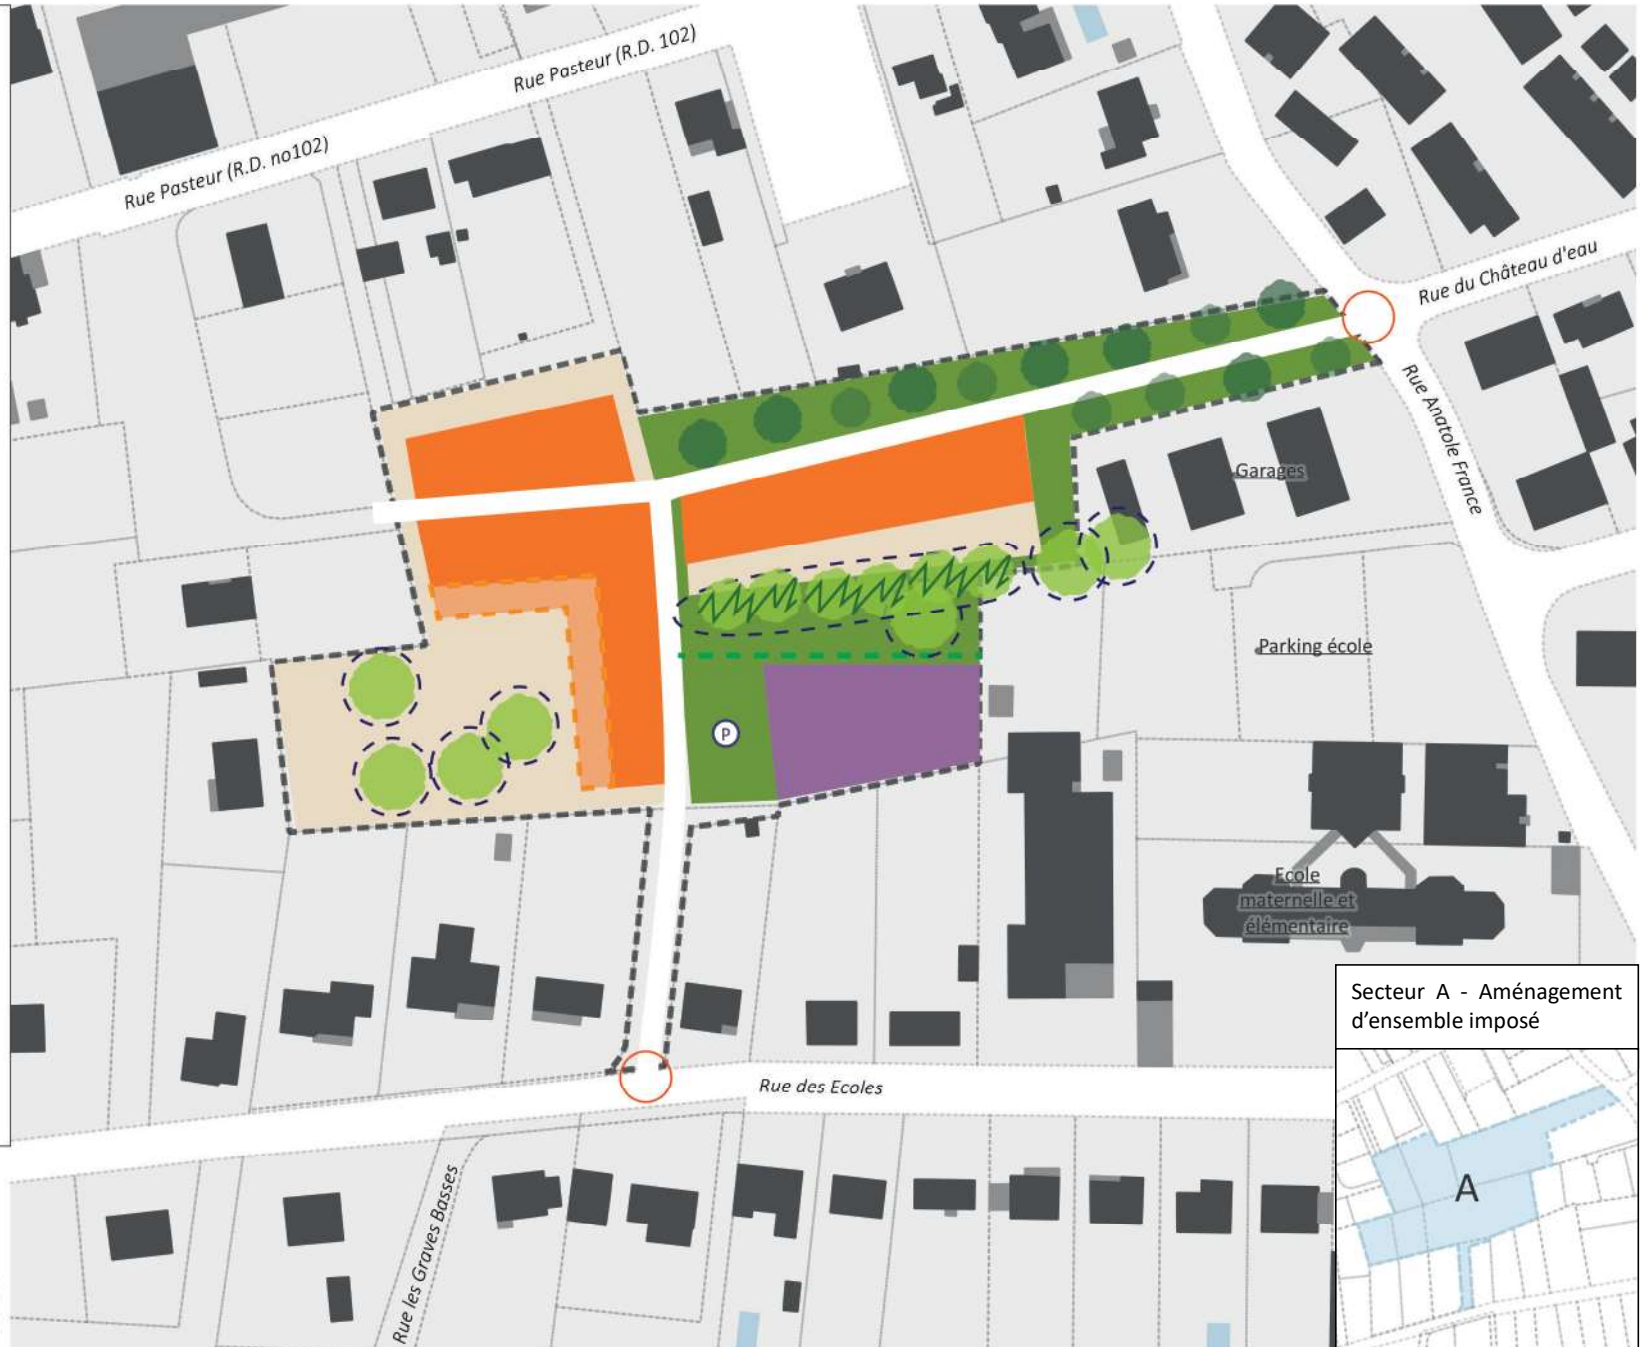 Rue Pasteur (R.D. 102)
Rue Pasteur (R.D. no102)
Rue du Château d'eau
Rue Anatole France
Garages
Parking école
P
Ecole
maternelle et
élémentaire
Secteur A - Aménagement
d’ensemble imposé
A
Rue des Ecoles
Rue les Graves Basses